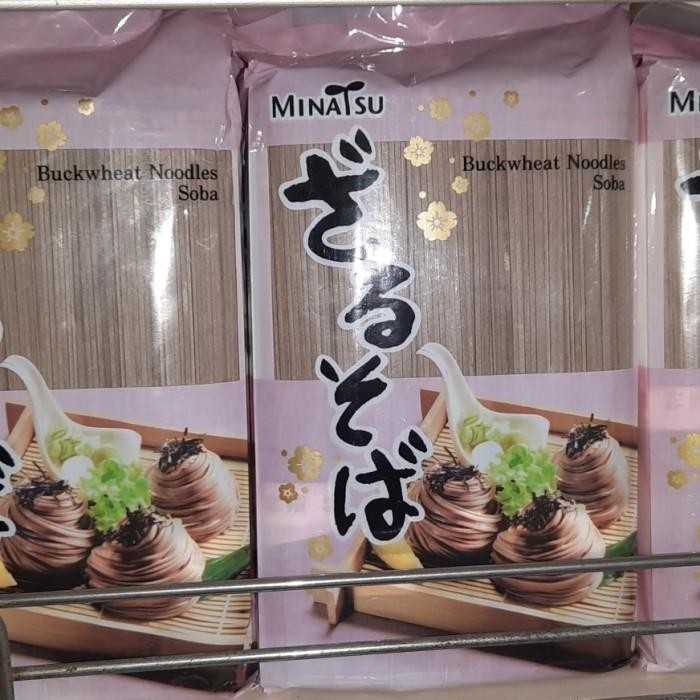 Buckwheat Noodles
Soba
MINATSU
Buckwheat Noodles
Soba
ざるそば